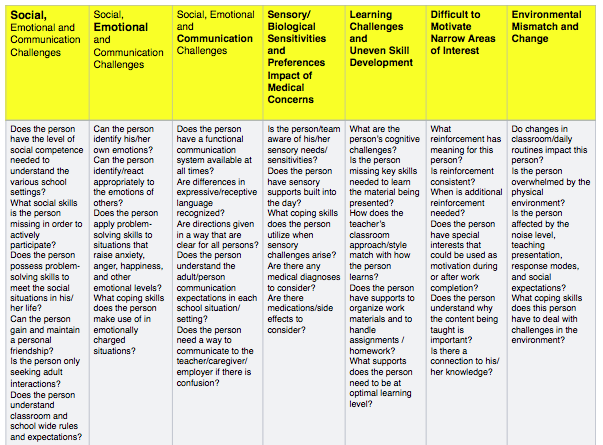 Social,
Emotional and
Communication
Challenges
Social,
Emotional
and
Communication
Challenges
Social, Emotional
and
Communication
Challenges
Sensory/
Biological
Sensitivities
and
Preferences
Impact of
Medical
Concerns
Learning
Challenges
and
Uneven Skill
Development
Difficult to
Motivate
Narrow Areas
of Interest
Environmental
Mismatch and
Change
Does the person
have the level of
social competence
needed to
understand the
various school
settings?
What social skills
is the person
missing in order to
actively
participate?
Does the person
possess problem-
solving skills to
meet the social
situations in his/
her life?
Can the person
gain and maintain
a personal
friendship?
Is the person only
seeking adult
interactions?
Does the person
understand
classroom and
school wide rules
and expectations?
Can the person
identify his/her
own emotions?
Can the person
identify/react
appropriately to
the emotions of
others?
Does the person
apply problem-
solving skills to
situations that
raise anxiety,
anger, happiness,
and other
emotional levels?
What coping skills
does the person
make use of in
emotionally
charged
situations?
Does the person
have a functional
communication
system available at
all times?
Are differences in
expressive/receptive
language
recognized?
Are directions given
in a way that are
clear for all persons?
Does the person
understand the
adult/person
communication
expectations in each
school situation/
setting?
Does the person
need a way to
communicate to the
teacher/caregiver/
employer if there is
confusion?
Is the person/team
aware of his/her
sensory needs/
sensitivities?
Does the person
have sensory
supports built into
the day?
What coping skills
does the person
utilize when
sensory
challenges arise?
Are there any
medical diagnoses
to consider?
Are there
medications/side
effects to
consider?
What are the
person's cognitive
challenges?
Is the person
missing key skills
needed to learn
the material being
presented?
How does the
teacher's
classroom
approach/style
match with how
the person
learns?
Does the person
have supports to
organize work
materials and to
handle
assignments /
homework?
What supports
does the person
need to be at
optimal learning
level?
What
reinforcement has
meaning for this
person?
Is reinforcement
consistent?
When is additional
reinforcement
needed?
Does the person
have special
interests that
could be used as
motivation during
or after work
completion?
Does the person
understand why
the content being
taught is
important?
Is there a
connection to his/
her knowledge?
Do changes in
classroom/daily
routines impact this
person?
Is the person
overwhelmed by the
physical
environment?
Is the person
affected by the
noise level,
teaching
presentation,
response modes,
and social
expectations?
What coping skills
does this person
have to deal with
challenges in the
environment?